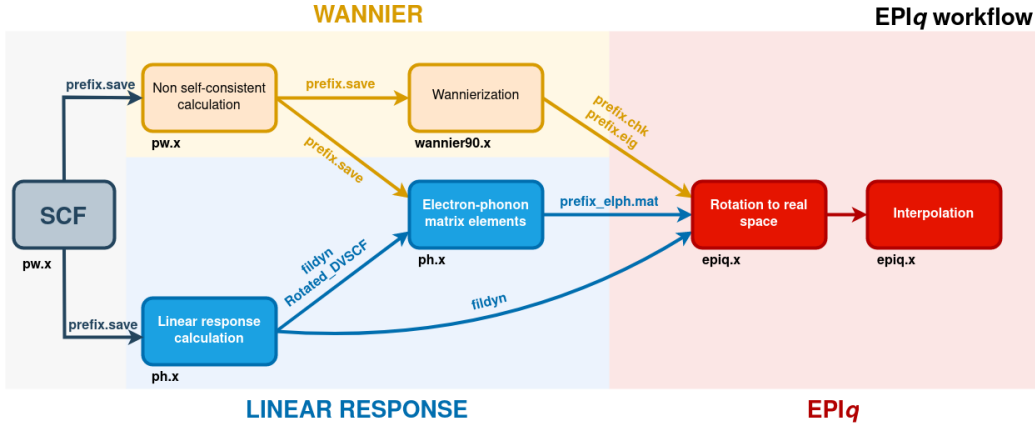 WANNIER
EPIq workflow
prefix.save
Non self-consistent
calculation
pw.x
prefix.save
Wannierization
wannier90.x
prefix.chk
prefix.eig
prefix.save
SCF
pw.x
Electron-phonon
matrix elements
ph.x
prefix_elph.mat
Rotation to real
space
epiq.x
Interpolation
epiq.x
fildyn
Rotated_DVSCF
fildyn
prefix.save
Linear response
calculation
ph.x
LINEAR RESPONSE
EPIq